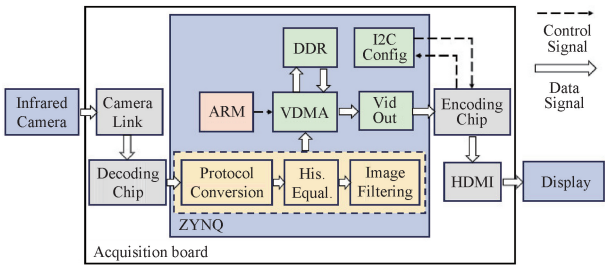 Infrared
Camera
Camera
Link
Decoding
Chip
ARM
DDR
VDMA
I2C
Config
Vid
Out
Protocol
Conversion
His.
Equal.
Image
Filtering
ZYNQ
Acquisition board
Encoding
Chip
HDMI
Display
Control
Signal
Data
Signal